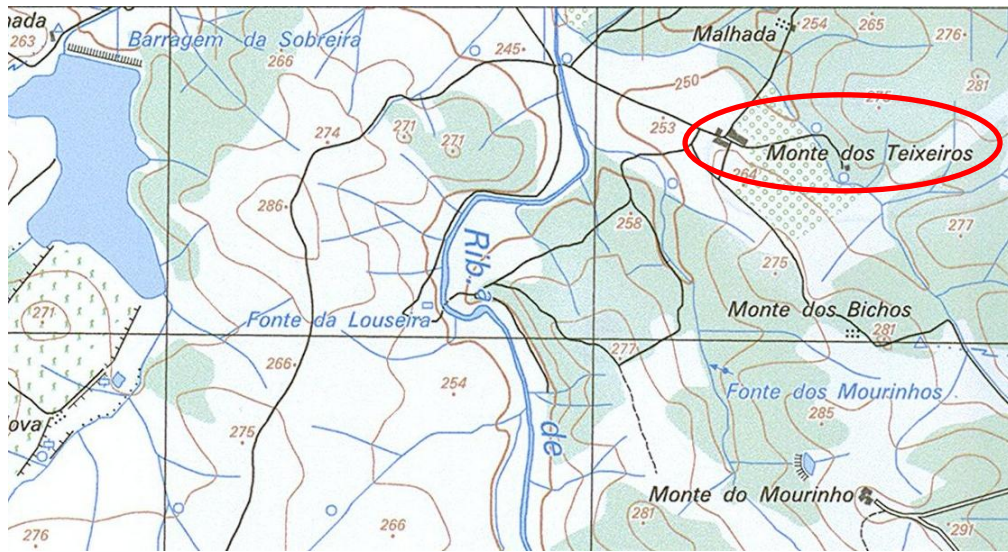 nada
263
Barragem da Sobreira
266
245
Malhada
254
265
276
281
250
275
253
Monte dos Teixeiros
264
274
271
271
286
258
277
Rib.a
275
Monte dos Bichos
281
271
Fonte da Louseira
277
266
254
Fonte dos Mourinhos
285
ova
275
de
Monte do Mourinho
276
266
281
291